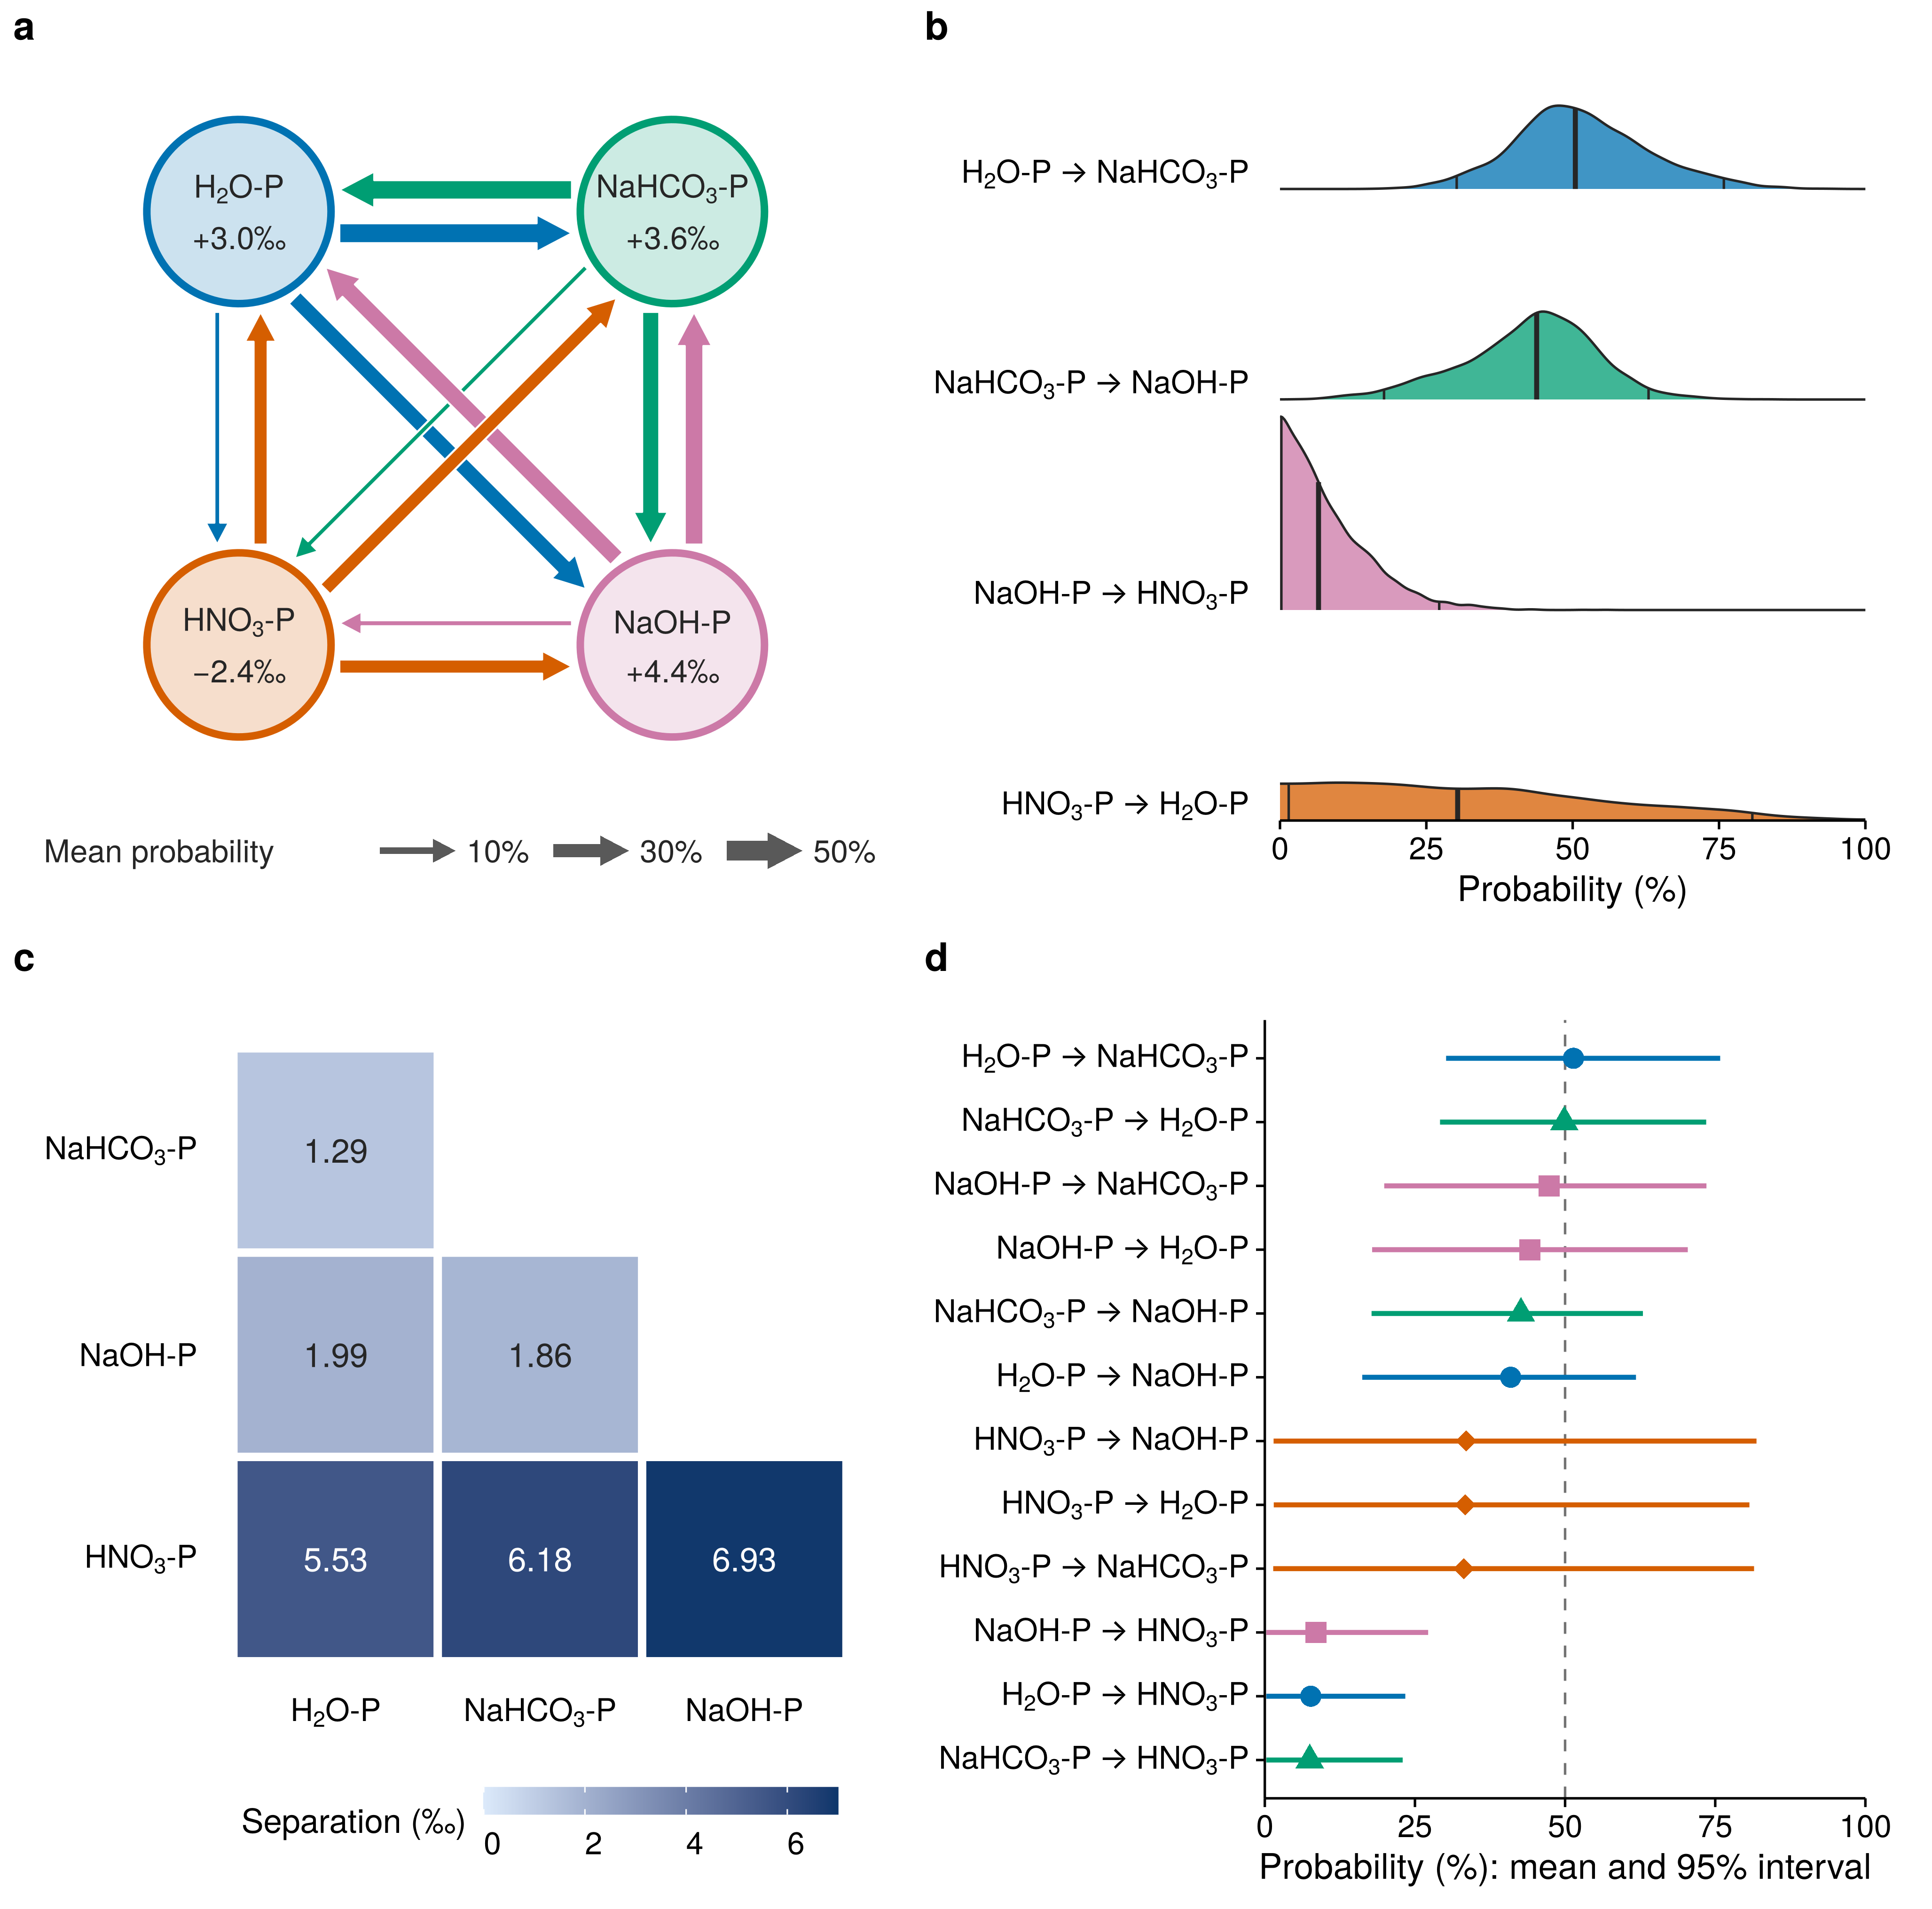 a
H₂O-P
+3.0‰
NaHCO₃-P
+3.6‰
HNO₃-P
−2.4‰
NaOH-P
+4.4‰
Mean probability
10%
30%
50%
b
H₂O-P → NaHCO₃-P
NaHCO₃-P → NaOH-P
NaOH-P → HNO₃-P
HNO₃-P → H₂O-P
0 25 50 75 100
Probability (%)
c
NaHCO₃-P
1.29
NaOH-P
1.99 1.86
HNO₃-P
5.53 6.18 6.93
H₂O-P NaHCO₃-P NaOH-P
Separation (‰)
0 2 4 6
d
H₂O-P → NaHCO₃-P
NaHCO₃-P → H₂O-P
NaOH-P → NaHCO₃-P
NaOH-P → H₂O-P
NaHCO₃-P → NaOH-P
H₂O-P → NaOH-P
HNO₃-P → NaOH-P
HNO₃-P → H₂O-P
HNO₃-P → NaHCO₃-P
NaOH-P → HNO₃-P
H₂O-P → HNO₃-P
NaHCO₃-P → HNO₃-P
0 25 50 75 100
Probability (%): mean and 95% interval